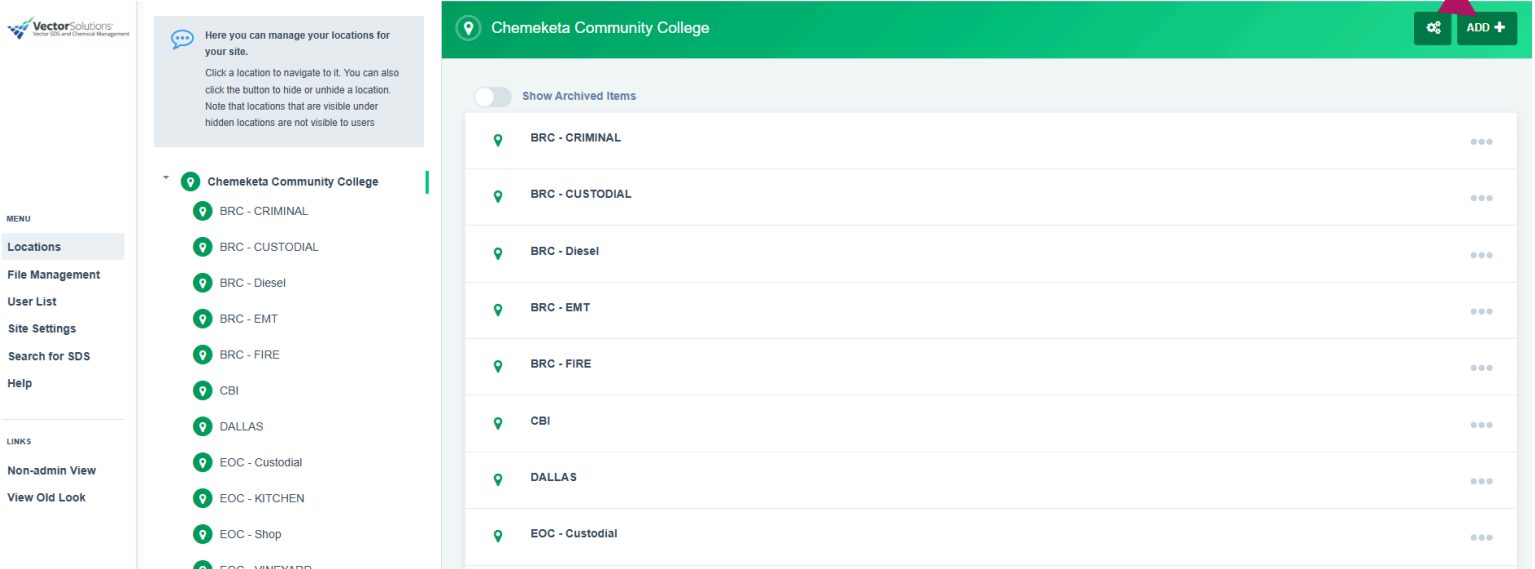 VectorSolutions
Vector SDS and Chemical Management
MENU
Locations
File Management
User List
Site Settings
Search for SDS
Help
LINKS
Non-admin View
View Old Look
Here you can manage your locations for
your site.
Click a location to navigate to it. You can also
click the button to hide or unhide a location.
Note that locations that are visible under
hidden locations are not visible to users
Chemeketa Community College
BRC - CRIMINAL
BRC - CUSTODIAL
BRC - Diesel
BRC - EMT
BRC - FIRE
CBI
DALLAS
EOC - Custodial
EOC - KITCHEN
EOC - Shop
EOC - VINEYARD
Chemeketa Community College
ADD
Show Archived Items
BRC - CRIMINAL
BRC - CUSTODIAL
BRC - Diesel
BRC - EMT
BRC - FIRE
CBI
DALLAS
EOC - Custodial